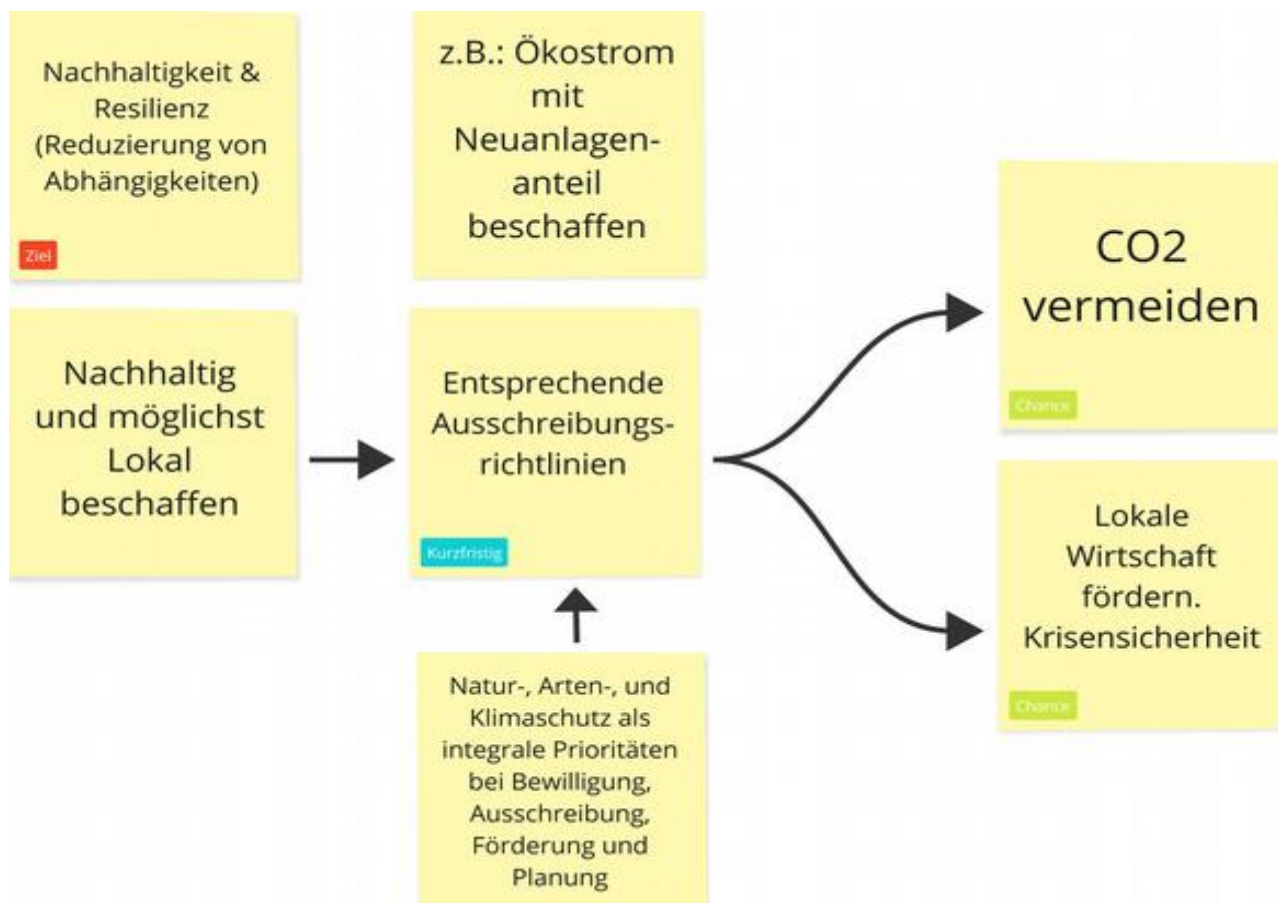 Nachhaltigkeit &
Resilienz
(Reduzierung von
Abhängigkeiten)
Ziel
z.B.: Ökostrom
mit
Neuanlagen-
anteil
beschaffen
Nachhaltig
und möglichst
Lokal
beschaffen
Entsprechende
Ausschreibungs-
richtlinien
Kurzfristig
Natur-, Arten-, und
Klimaschutz als
integrale Prioritäten
bei Bewilligung,
Ausschreibung,
Förderung und
Planung
CO2
vermeiden
Chance
Lokale
Wirtschaft
fördern.
Krisensicherheit
Chance